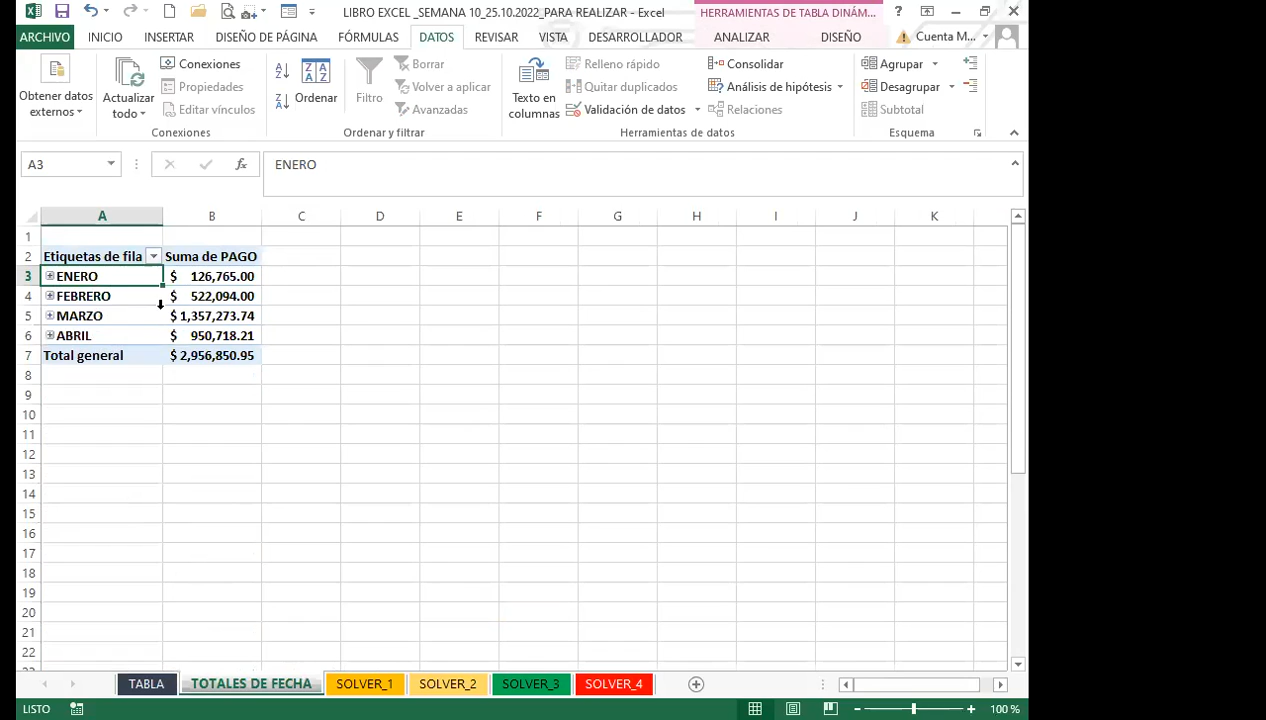 LIBRO EXCEL _SEMANA 10_25.10.2022_PARA REALIZAR - Excel
HERRAMIENTAS DE TABLA DINÁM...
ARCHIVO INICIO INSERTAR DISEÑO DE PÁGINA FÓRMULAS DATOS REVISAR VISTA DESARROLLADOR ANALIZAR DISEÑO Cuenta M...
Obtener datos externos
Actualizar todo
Conexiones
Propiedades
Editar vínculos
Conexiones
Ordenar
Filtro
Borrar
Volver a aplicar
Avanzadas
Ordenar y filtrar
Texto en columnas
Relleno rápido
Quitar duplicados
Validación de datos
Consolidar
Análisis de hipótesis
Relaciones
Herramientas de datos
Agrupar
Desagrupar
Subtotal
Esquema
A3 fx ENERO
A B C D E F G H I J K
1
2 Etiquetas de fila Suma de PAGO
3 ENERO $ 126,765.00
4 FEBRERO $ 522,094.00
5 MARZO $ 1,357,273.74
6 ABRIL $ 950,718.21
7 Total general $ 2,956,850.95
8
9
10
11
12
13
14
15
16
17
18
19
20
21
22
TABLA TOTALES DE FECHA SOLVER_1 SOLVER_2 SOLVER_3 SOLVER_4
LISTO 100 %